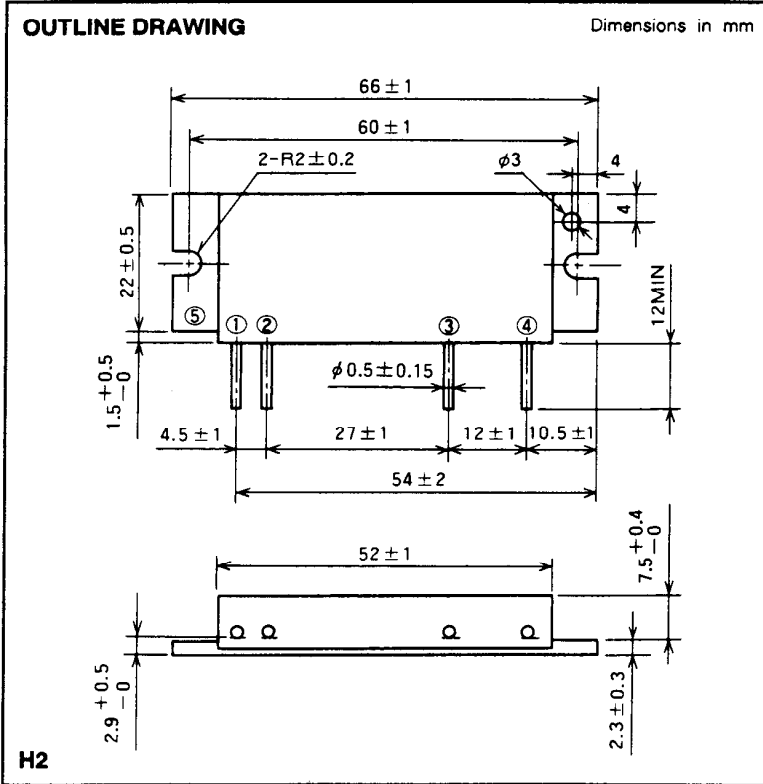 OUTLINE DRAWING
Dimensions in mm
66±1
60±1
2-R2±0.2
φ3
4
4
22±0.5
⑤
①
②
③
④
12MIN
1.5 +0.5 −0
φ0.5±0.15
4.5±1
27±1
12±1
10.5±1
54±2
52±1
7.5 +0.4 −0
2.9 +0.5 −0
2.3±0.3
H2